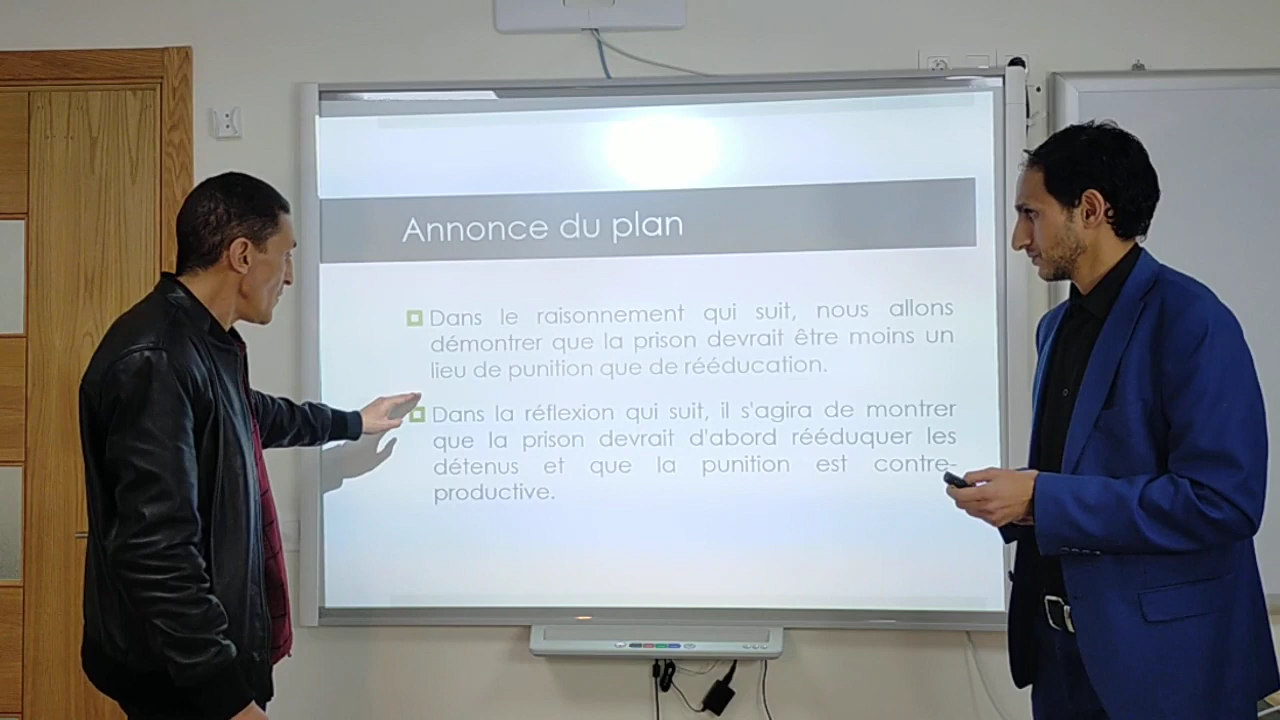 Annonce du plan
Dans le raisonnement qui suit, nous allons
démontrer que la prison devrait être moins un
lieu de punition que de rééducation.
Dans la réflexion qui suit, il s'agira de montrer
que la prison devrait d'abord rééduquer les
détenus et que la punition est contre-
productive.